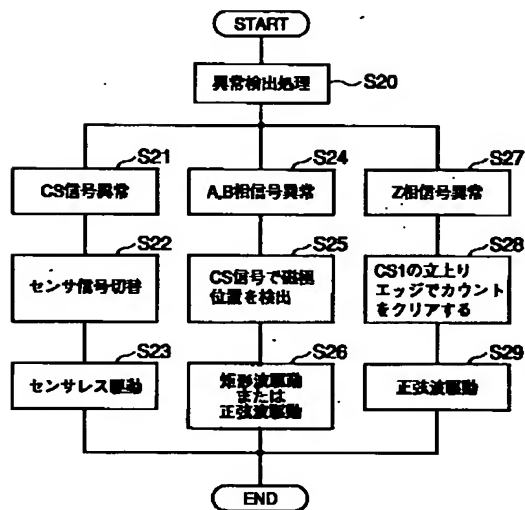 START
異常検出処理
S20
CS信号異常
S21
A,B相信号異常
S24
Z相信号異常
S27
センサ信号切替
S22
CS信号で磁極
位置を検出
S25
CS1の立上り
エッジでカウント
をクリアする
S28
センサレス駆動
S23
矩形波駆動
または
正弦波駆動
S26
正弦波駆動
S29
END